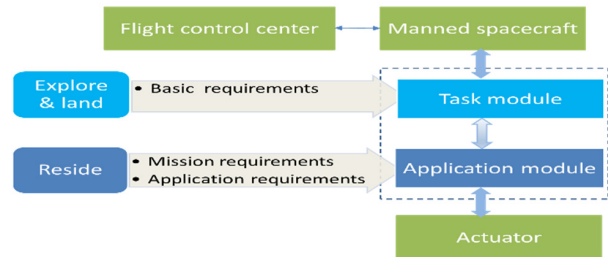 Flight control center
Manned spacecraft
Explore
& land
• Basic requirements
Task module
Reside
• Mission requirements
• Application requirements
Application module
Actuator